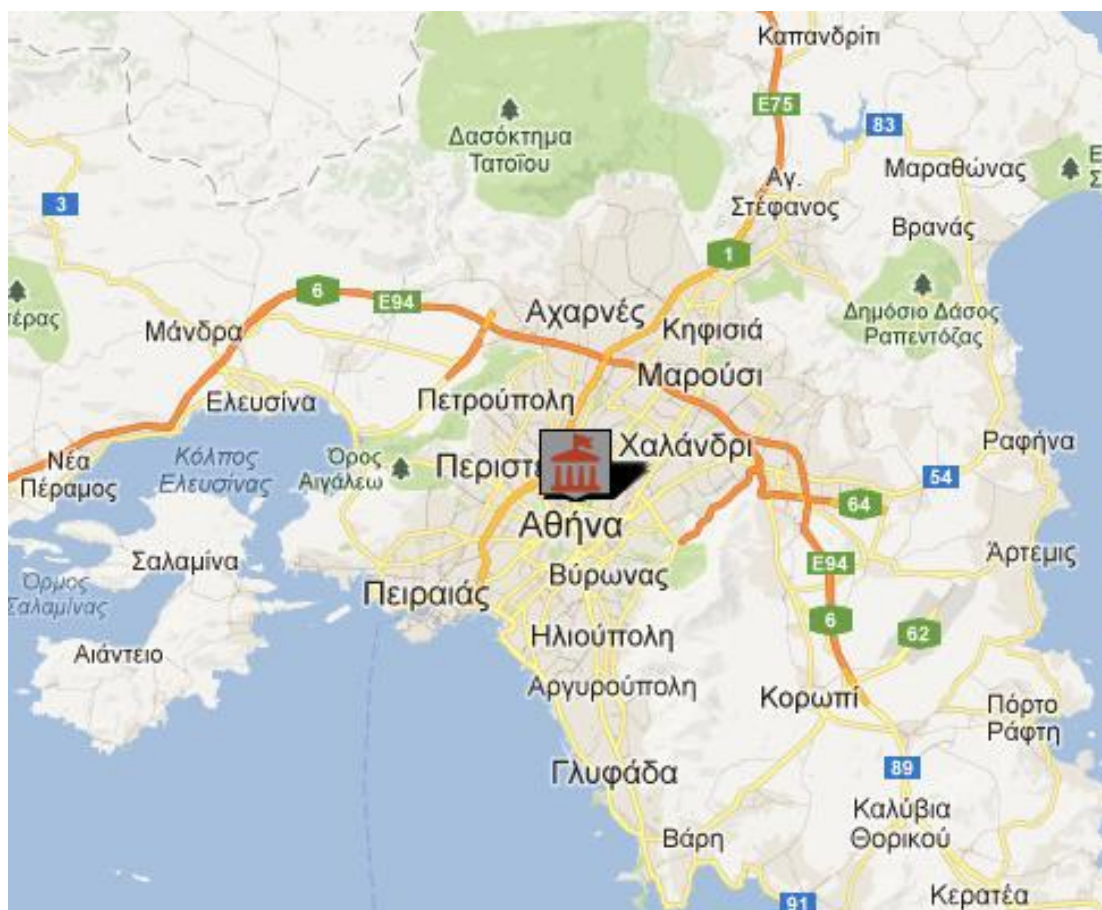 Καπανδρίτι
E75
83
Δασόκτημα
Τατοΐου
Μαραθώνας
Αγ.
Στέφανος
3
Βρανάς
1
6
E94
τέρας
Αχαρνές
Κηφισιά
Δημόσιο Δάσος
Ραπεντόζας
Μάνδρα
Μαρούσι
Ελευσίνα
Πετρούπολη
Χαλάνδρι
Ραφήνα
Νέα
Πέραμος
Κόλπος
Ελευσίνας
Όρος
Αιγάλεω
Περιστε
54
64
Αθήνα
Σαλαμίνα
Άρτεμις
Όρμος
Σαλαμίνας
Πειραιάς
Βύρωνας
E94
6
62
Ηλιούπολη
Αιάντειο
Αργυρούπολη
Κορωπί
Πόρτο
Ράφτη
Γλυφάδα
89
Καλύβια
Θορικού
Βάρη
Κερατέα
91